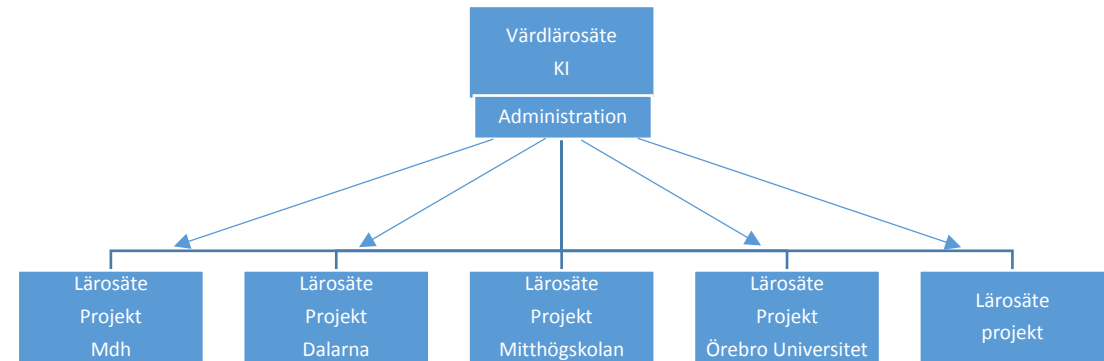 Värdlärosäte
KI
Administration
Lärosäte
Projekt
Mdh
Lärosäte
Projekt
Dalarna
Lärosäte
Projekt
Mitthögskolan
Lärosäte
Projekt
Örebro Universitet
Lärosäte
projekt